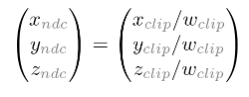 x_ndc = x_clip/w_clip
y_ndc = y_clip/w_clip
z_ndc = z_clip/w_clip